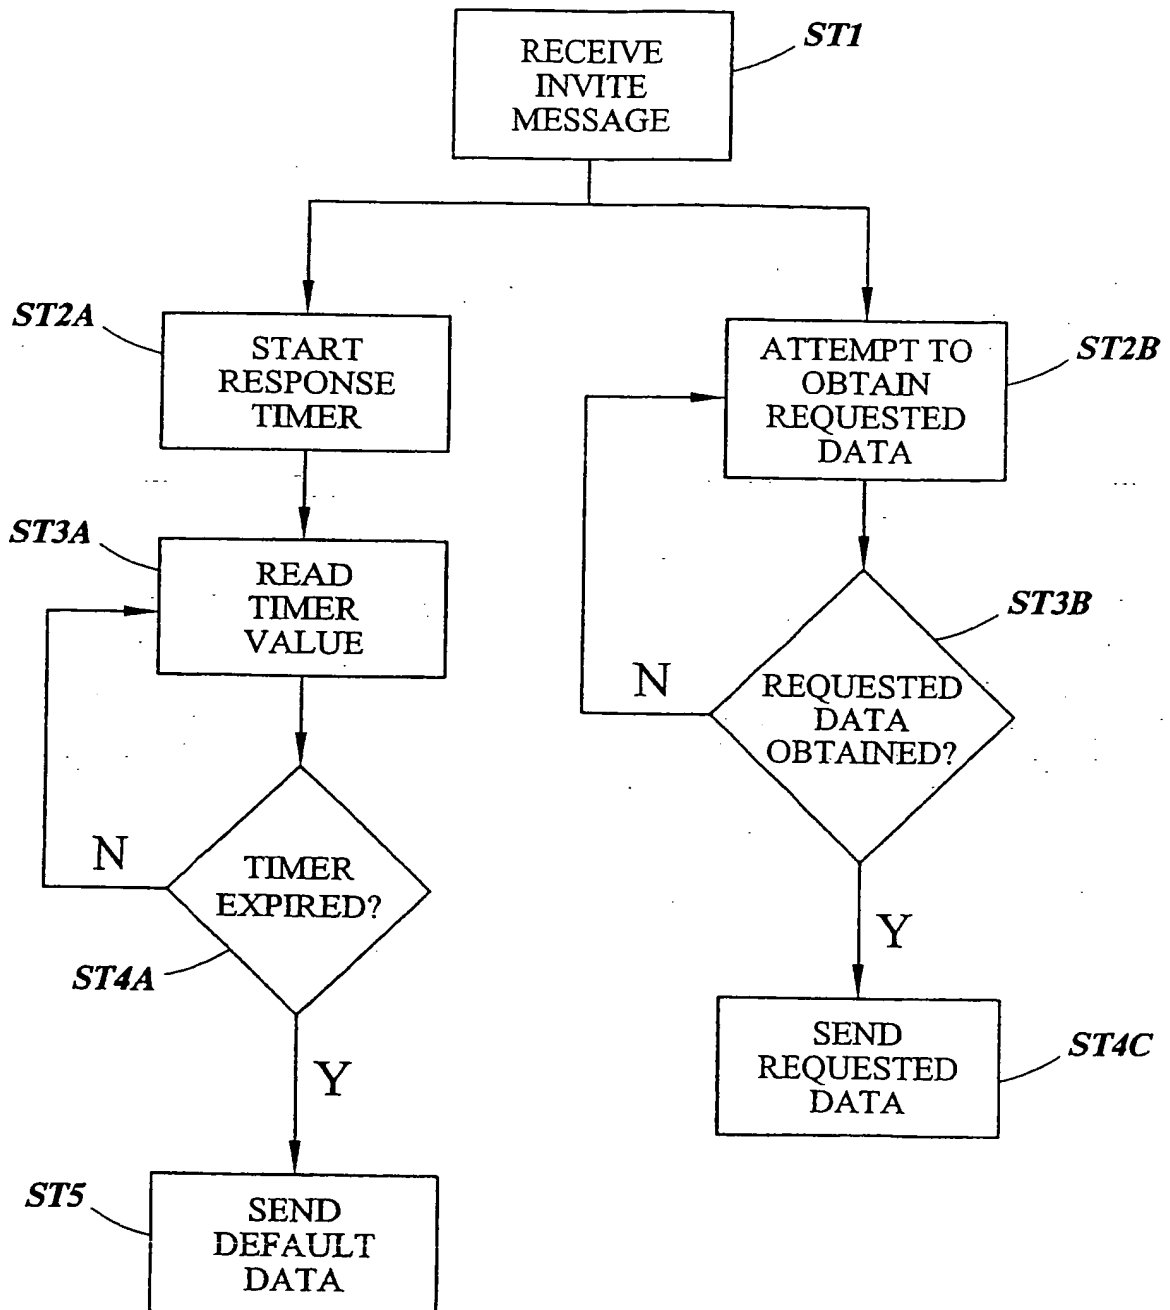 ST1
RECEIVE
INVITE
MESSAGE
ST2A
START
RESPONSE
TIMER
ST2B
ATTEMPT TO
OBTAIN
REQUESTED
DATA
ST3A
READ
TIMER
VALUE
ST3B
REQUESTED
DATA
OBTAINED?
N
N
TIMER
EXPIRED?
ST4A
Y
SEND
REQUESTED
DATA
ST4C
Y
ST5
SEND
DEFAULT
DATA